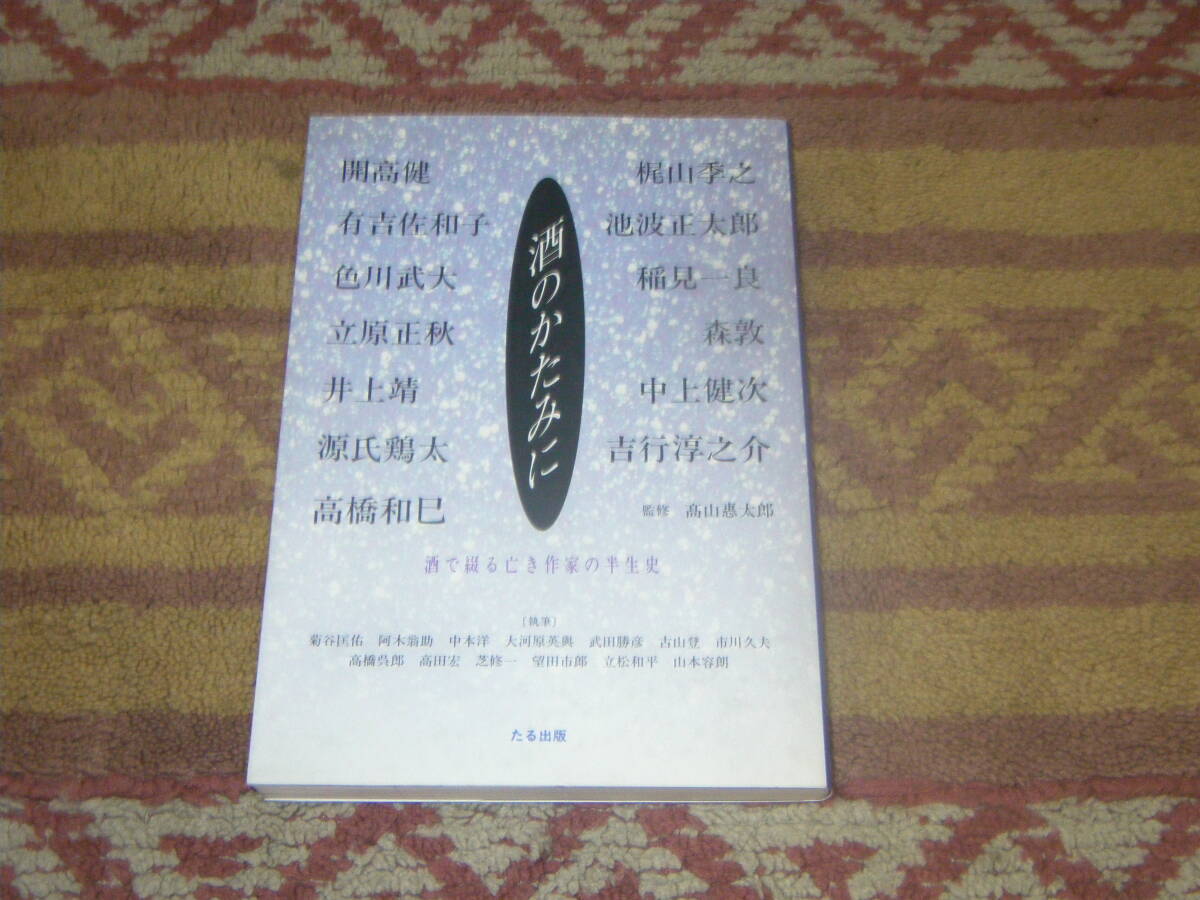 開高健
有吉佐和子
色川武大
立原正秋
井上靖
源氏鶏太
高橋和巳
酒のかたみに
梶山季之
池波正太郎
稲見一良
森敦
中上健次
吉行淳之介
監修 髙山惠太郎
酒で綴る亡き作家の半生史
[執筆]
菊谷匡祐 阿木翁助 中本洋 大河原英與 武田勝彦 古山登 市川久夫
高橋呉郎 高田宏 芝修一 望田市郎 立松和平 山本容朗
たる出版